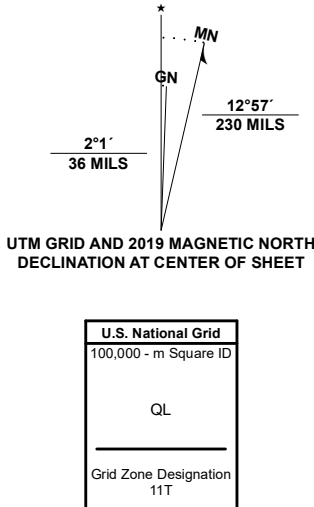 MN
GN
12°57´
230 MILS
2°1´
36 MILS
UTM GRID AND 2019 MAGNETIC NORTH
DECLINATION AT CENTER OF SHEET
U.S. National Grid
100,000 - m Square ID
QL
Grid Zone Designation
11T